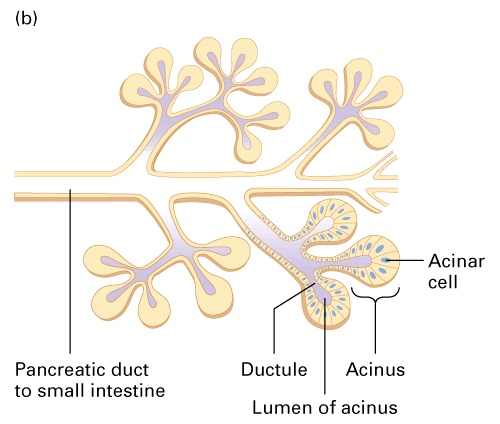 (b)
Acinar
cell
Pancreatic duct
to small intestine
Ductule
Acinus
Lumen of acinus